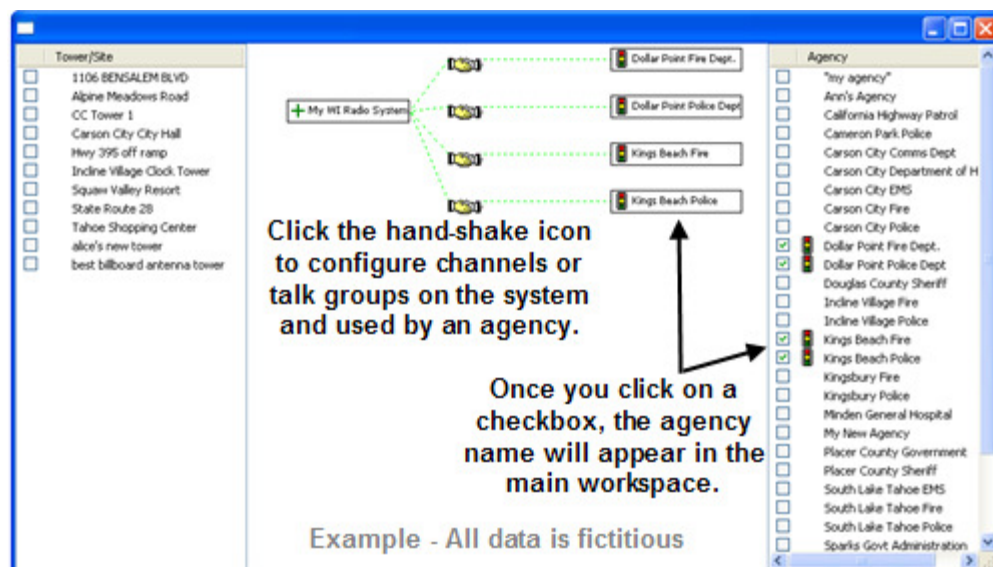 Tower/Site
1106 BENSALEM BLVD
Alpine Meadows Road
CC Tower 1
Carson City City Hall
Hwy 395 off ramp
Incline Village Clock Tower
Squaw Valley Resort
State Route 28
Tahoe Shopping Center
alice's new tower
best billboard antenna tower
My WI Radio System
Dollar Point Fire Dept.
Dollar Point Police Dept
Kings Beach Fire
Kings Beach Police
Click the hand-shake icon
to configure channels or
talk groups on the system
and used by an agency.
Once you click on a
checkbox, the agency
name will appear in the
main workspace.
Example - All data is fictitious
Agency
"my agency"
Ann's Agency
California Highway Patrol
Cameron Park Police
Carson City Comms Dept
Carson City Department of H
Carson City EMS
Carson City Fire
Carson City Police
Dollar Point Fire Dept.
Dollar Point Police Dept
Douglas County Sheriff
Incline Village Fire
Incline Village Police
Kings Beach Fire
Kings Beach Police
Kingsbury Fire
Kingsbury Police
Minden General Hospital
My New Agency
Placer County Government
Placer County Sheriff
South Lake Tahoe EMS
South Lake Tahoe Fire
South Lake Tahoe Police
Sparks Govt Administration